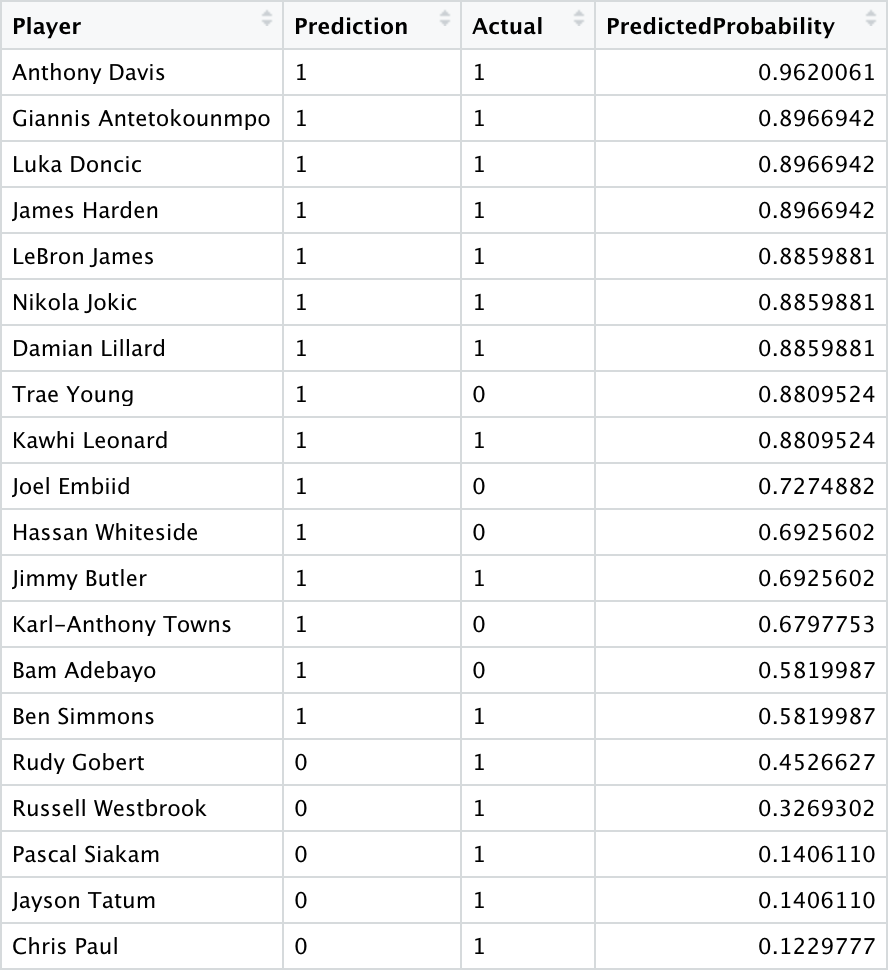 Player Prediction Actual PredictedProbability
Anthony Davis 1 1 0.9620061
Giannis Antetokounmpo 1 1 0.8966942
Luka Doncic 1 1 0.8966942
James Harden 1 1 0.8966942
LeBron James 1 1 0.8859881
Nikola Jokic 1 1 0.8859881
Damian Lillard 1 1 0.8859881
Trae Young 1 0 0.8809524
Kawhi Leonard 1 1 0.8809524
Joel Embiid 1 0 0.7274882
Hassan Whiteside 1 0 0.6925602
Jimmy Butler 1 1 0.6925602
Karl-Anthony Towns 1 0 0.6797753
Bam Adebayo 1 0 0.5819987
Ben Simmons 1 1 0.5819987
Rudy Gobert 0 1 0.4526627
Russell Westbrook 0 1 0.3269302
Pascal Siakam 0 1 0.1406110
Jayson Tatum 0 1 0.1406110
Chris Paul 0 1 0.1229777